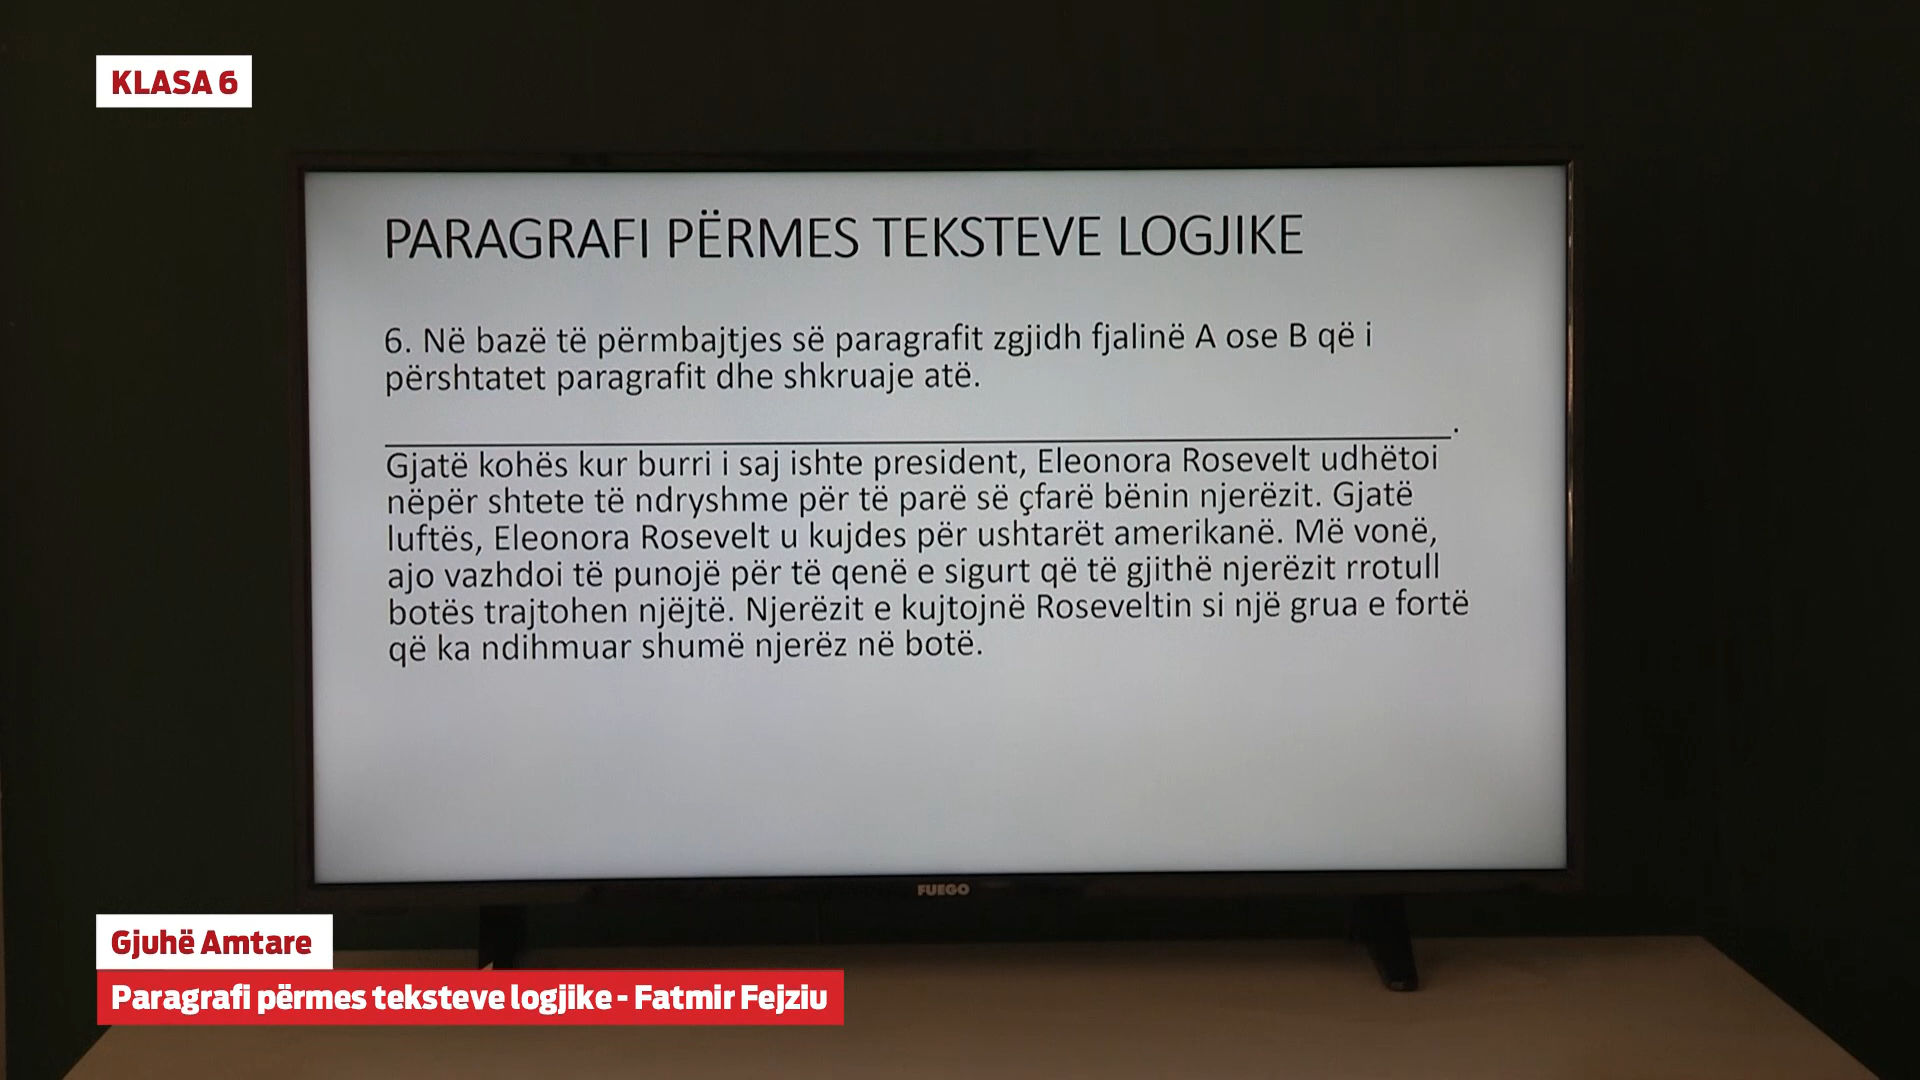 KLASA 6
PARAGRAFI PËRMES TEKSTEVE LOGJIKE
6. Në bazë të përmbajtjes së paragrafit zgjidh fjalinë A ose B që i
përshtatet paragrafit dhe shkruaje atë.
.
Gjatë kohës kur burri i saj ishte president, Eleonora Rosevelt udhëtoi
nëpër shtete të ndryshme për të parë së çfarë bënin njerëzit. Gjatë
luftës, Eleonora Rosevelt u kujdes për ushtarët amerikanë. Më vonë,
ajo vazhdoi të punojë për të qenë e sigurt që të gjithë njerëzit rrotull
botës trajtohen njëjtë. Njerëzit e kujtojnë Roseveltin si një grua e fortë
që ka ndihmuar shumë njerëz në botë.
FUEGO
Gjuhë Amtare
Paragrafi përmes teksteve logjike - Fatmir Fejziu